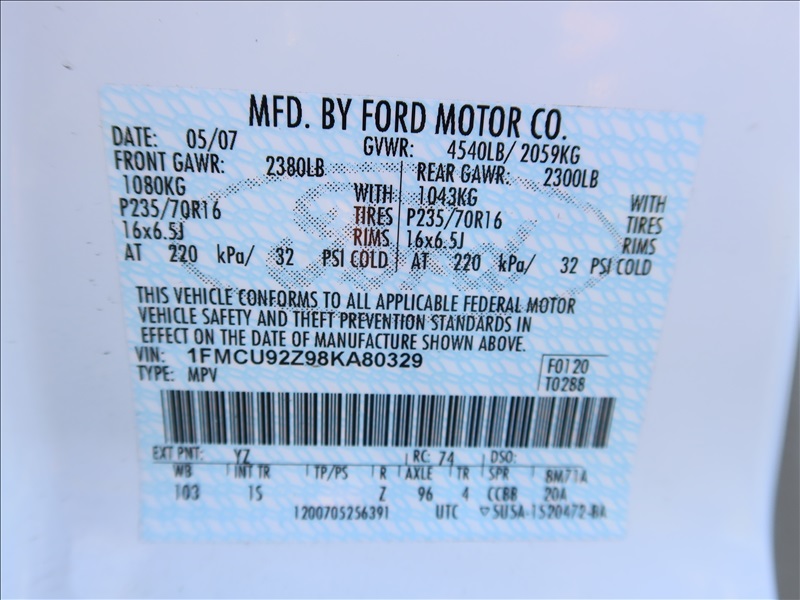 MFD. BY FORD MOTOR CO.
DATE: 05/07 GVWR: 4540LB/ 2059KG
FRONT GAWR: 2380LB REAR GAWR: 2300LB
1080KG WITH 1043KG WITH
P235/70R16 TIRES P235/70R16 TIRES
16x6.5J RIMS 16x6.5J RIMS
AT 220 kPa/ 32 PSI COLD AT 220 kPa/ 32 PSI COLD
THIS VEHICLE CONFORMS TO ALL APPLICABLE FEDERAL MOTOR
VEHICLE SAFETY AND THEFT PREVENTION STANDARDS IN
EFFECT ON THE DATE OF MANUFACTURE SHOWN ABOVE.
VIN: 1FMCU92Z98KA80329 F0120
TYPE: MPV T0288
EXT PNT: YZ RC: 74 DSO:
WB INT TR TP/PS R AXLE TR SPR 8M71A
103 1S Z 96 4 CCBB 20A
1200705256391 UTC ▽SU5A-1520472-BA